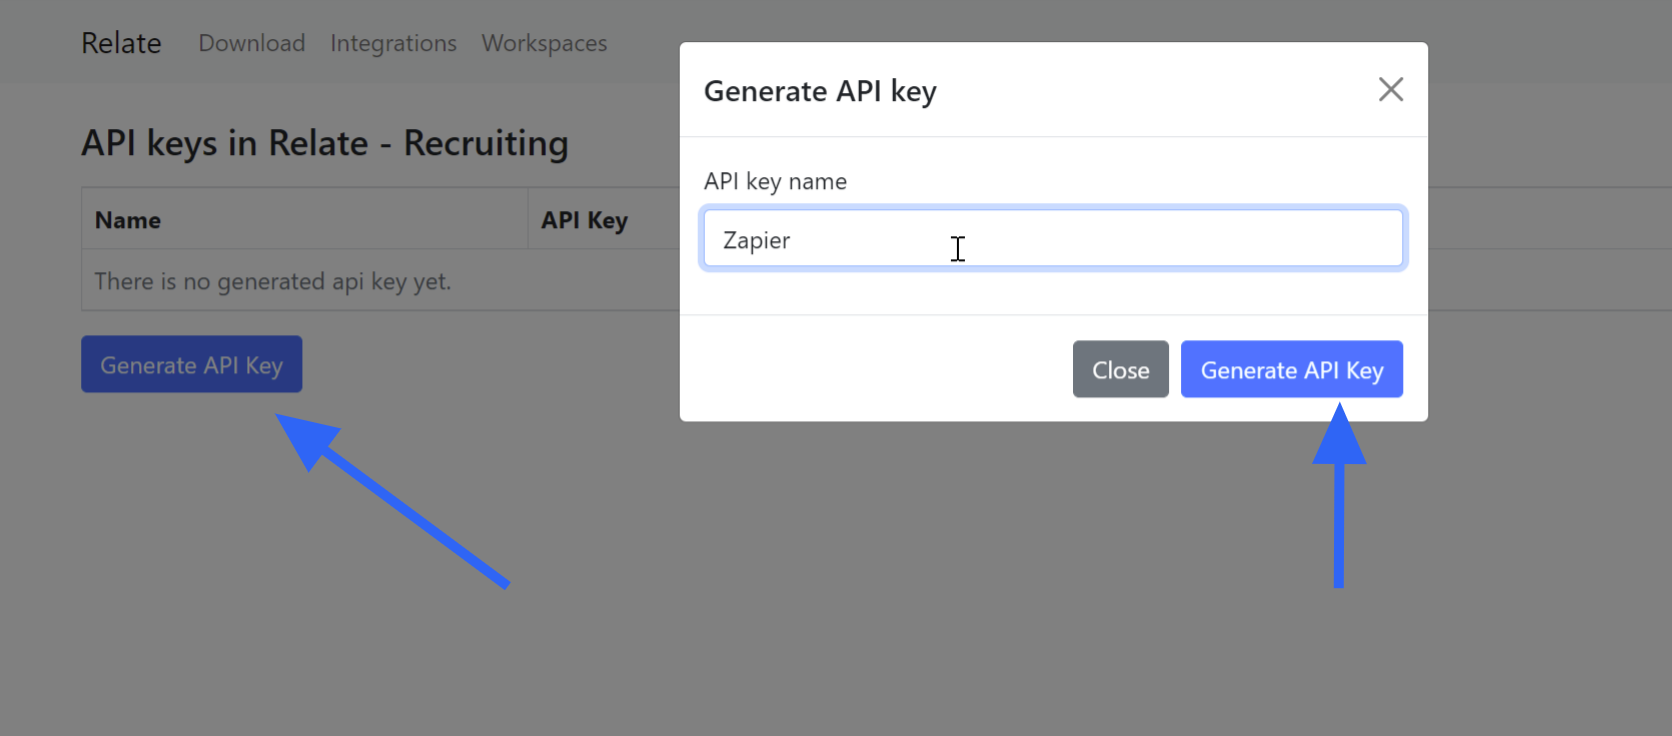 Relate Download Integrations Workspaces
API keys in Relate - Recruiting
Name API Key
There is no generated api key yet.
Generate API Key
Generate API key
API key name
Zapier
Close Generate API Key